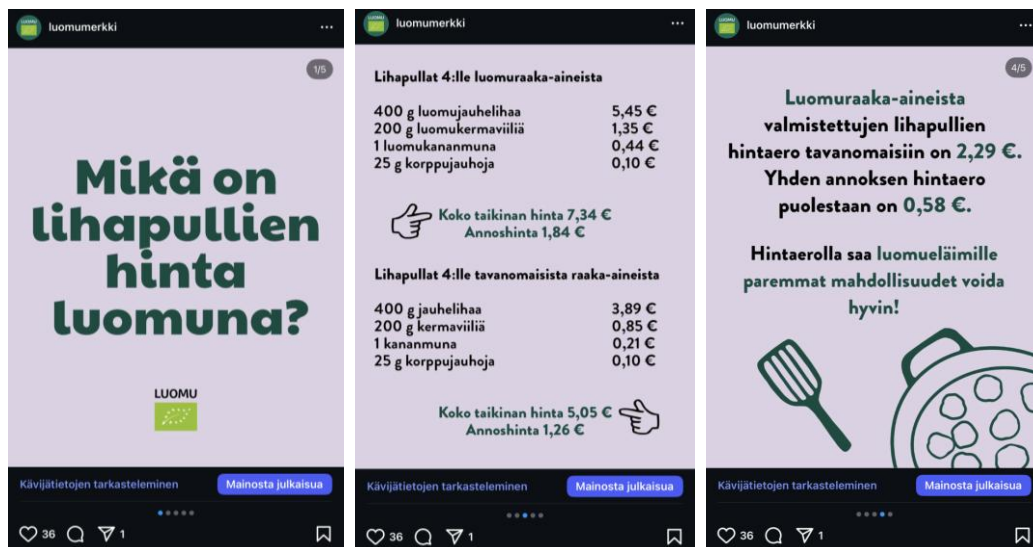 luomumerkki
1/5
Mikä on
lihapullien
hinta
luomuna?
LUOMU
Kävijätietojen tarkasteleminen
Mainosta julkaisua
36
1
luomumerkki
Lihapullat 4:lle luomuraaka-aineista
400 g luomujauhelihaa 5,45 €
200 g luomukermaviiliä 1,35 €
1 luomukananmuna 0,44 €
25 g korppujauhoja 0,10 €
Koko taikinan hinta 7,34 €
Annoshinta 1,84 €
Lihapullat 4:lle tavanomaisista raaka-aineista
400 g jauhelihaa 3,89 €
200 g kermaviiliä 0,85 €
1 kananmuna 0,21 €
25 g korppujauhoja 0,10 €
Koko taikinan hinta 5,05 €
Annoshinta 1,26 €
Kävijätietojen tarkasteleminen
Mainosta julkaisua
36
1
luomumerkki
4/5
Luomuraaka-aineista
valmistettujen lihapullien
hintaero tavanomaisiin on 2,29 €.
Yhden annoksen hintaero
puolestaan on 0,58 €.
Hintaerolla saa luomueläimille
paremmat mahdollisuudet voida
hyvin!
Kävijätietojen tarkasteleminen
Mainosta julkaisua
36
1